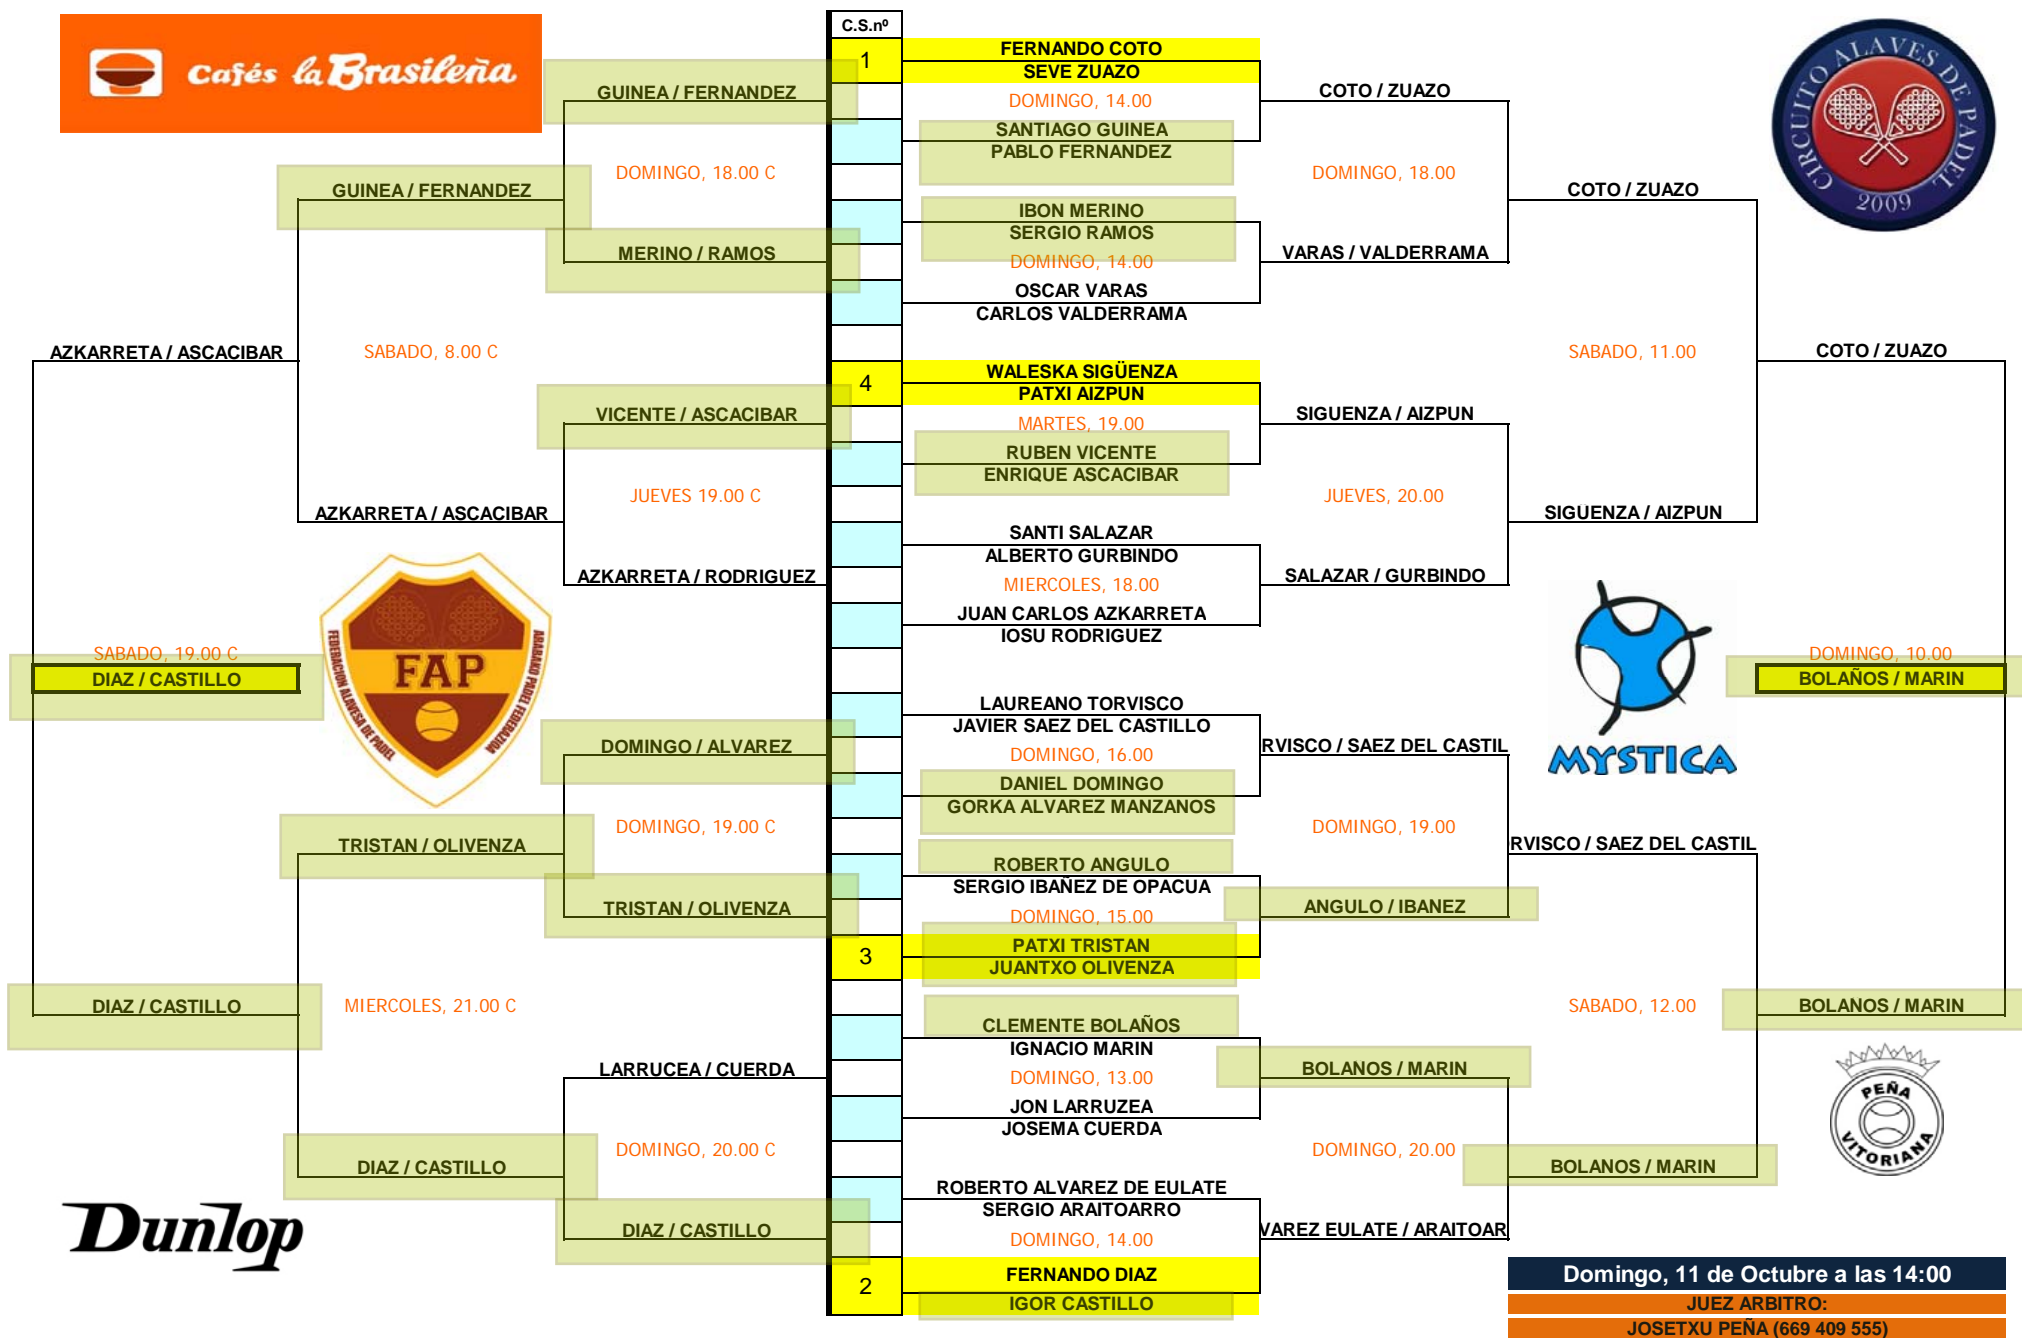 Cafés la Brasileña
C.S.nº
CIRCUITO ALAVES DE PADEL
2009
1
FERNANDO COTO
SEVE ZUAZO
DOMINGO, 14.00
SANTIAGO GUINEA
PABLO FERNANDEZ
IBON MERINO
SERGIO RAMOS
DOMINGO, 14.00
OSCAR VARAS
CARLOS VALDERRAMA
4
WALESKA SIGÜENZA
PATXI AIZPUN
MARTES, 19.00
RUBEN VICENTE
ENRIQUE ASCACIBAR
SANTI SALAZAR
ALBERTO GURBINDO
MIERCOLES, 18.00
JUAN CARLOS AZKARRETA
IOSU RODRIGUEZ
LAUREANO TORVISCO
JAVIER SAEZ DEL CASTILLO
DOMINGO, 16.00
DANIEL DOMINGO
GORKA ALVAREZ MANZANOS
ROBERTO ANGULO
SERGIO IBAÑEZ DE OPACUA
DOMINGO, 15.00
3
PATXI TRISTAN
JUANTXO OLIVENZA
CLEMENTE BOLAÑOS
IGNACIO MARIN
DOMINGO, 13.00
JON LARRUZEA
JOSEMA CUERDA
ROBERTO ALVAREZ DE EULATE
SERGIO ARAITOARRO
DOMINGO, 14.00
2
FERNANDO DIAZ
IGOR CASTILLO
GUINEA / FERNANDEZ
DOMINGO, 18.00 C
MERINO / RAMOS
VICENTE / ASCACIBAR
JUEVES 19.00 C
AZKARRETA / RODRIGUEZ
DOMINGO / ALVAREZ
DOMINGO, 19.00 C
TRISTAN / OLIVENZA
LARRUCEA / CUERDA
DOMINGO, 20.00 C
DIAZ / CASTILLO
GUINEA / FERNANDEZ
SABADO, 8.00 C
AZKARRETA / ASCACIBAR
TRISTAN / OLIVENZA
MIERCOLES, 21.00 C
DIAZ / CASTILLO
AZKARRETA / ASCACIBAR
SABADO, 19.00 C
DIAZ / CASTILLO
DIAZ / CASTILLO
COTO / ZUAZO
DOMINGO, 18.00
VARAS / VALDERRAMA
SIGUENZA / AIZPUN
JUEVES, 20.00
SALAZAR / GURBINDO
RVISCO / SAEZ DEL CASTIL
DOMINGO, 19.00
ANGULO / IBANEZ
BOLANOS / MARIN
DOMINGO, 20.00
VAREZ EULATE / ARAITOAR
COTO / ZUAZO
SABADO, 11.00
SIGUENZA / AIZPUN
RVISCO / SAEZ DEL CASTIL
SABADO, 12.00
BOLANOS / MARIN
COTO / ZUAZO
DOMINGO, 10.00
BOLAÑOS / MARIN
BOLANOS / MARIN
FAP
FEDERACION ALAVESA DE PADEL
ARABAKO PADEL FEDERAZIOA
MYSTICA
PEÑA
VITORIANA
Dunlop
Domingo, 11 de Octubre a las 14:00
JUEZ ARBITRO:
JOSETXU PEÑA (669 409 555)